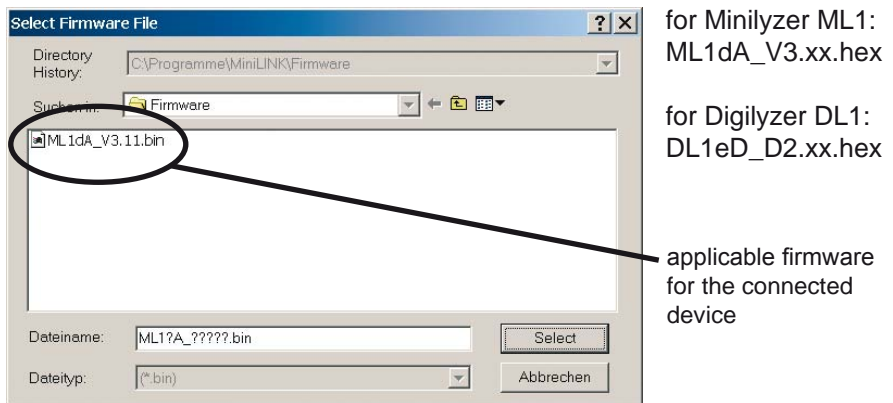 Select Firmware File
Directory
History:
C:\Programme\MiniLINK\Firmware
Suchen in:
Firmware
ML1dA_V3.11.bin
Dateiname:
ML1?A_?????.bin
Select
Dateityp:
(*.bin)
Abbrechen
for Minilyzer ML1:
ML1dA_V3.xx.hex
for Digilyzer DL1:
DL1eD_D2.xx.hex
applicable firmware
for the connected
device